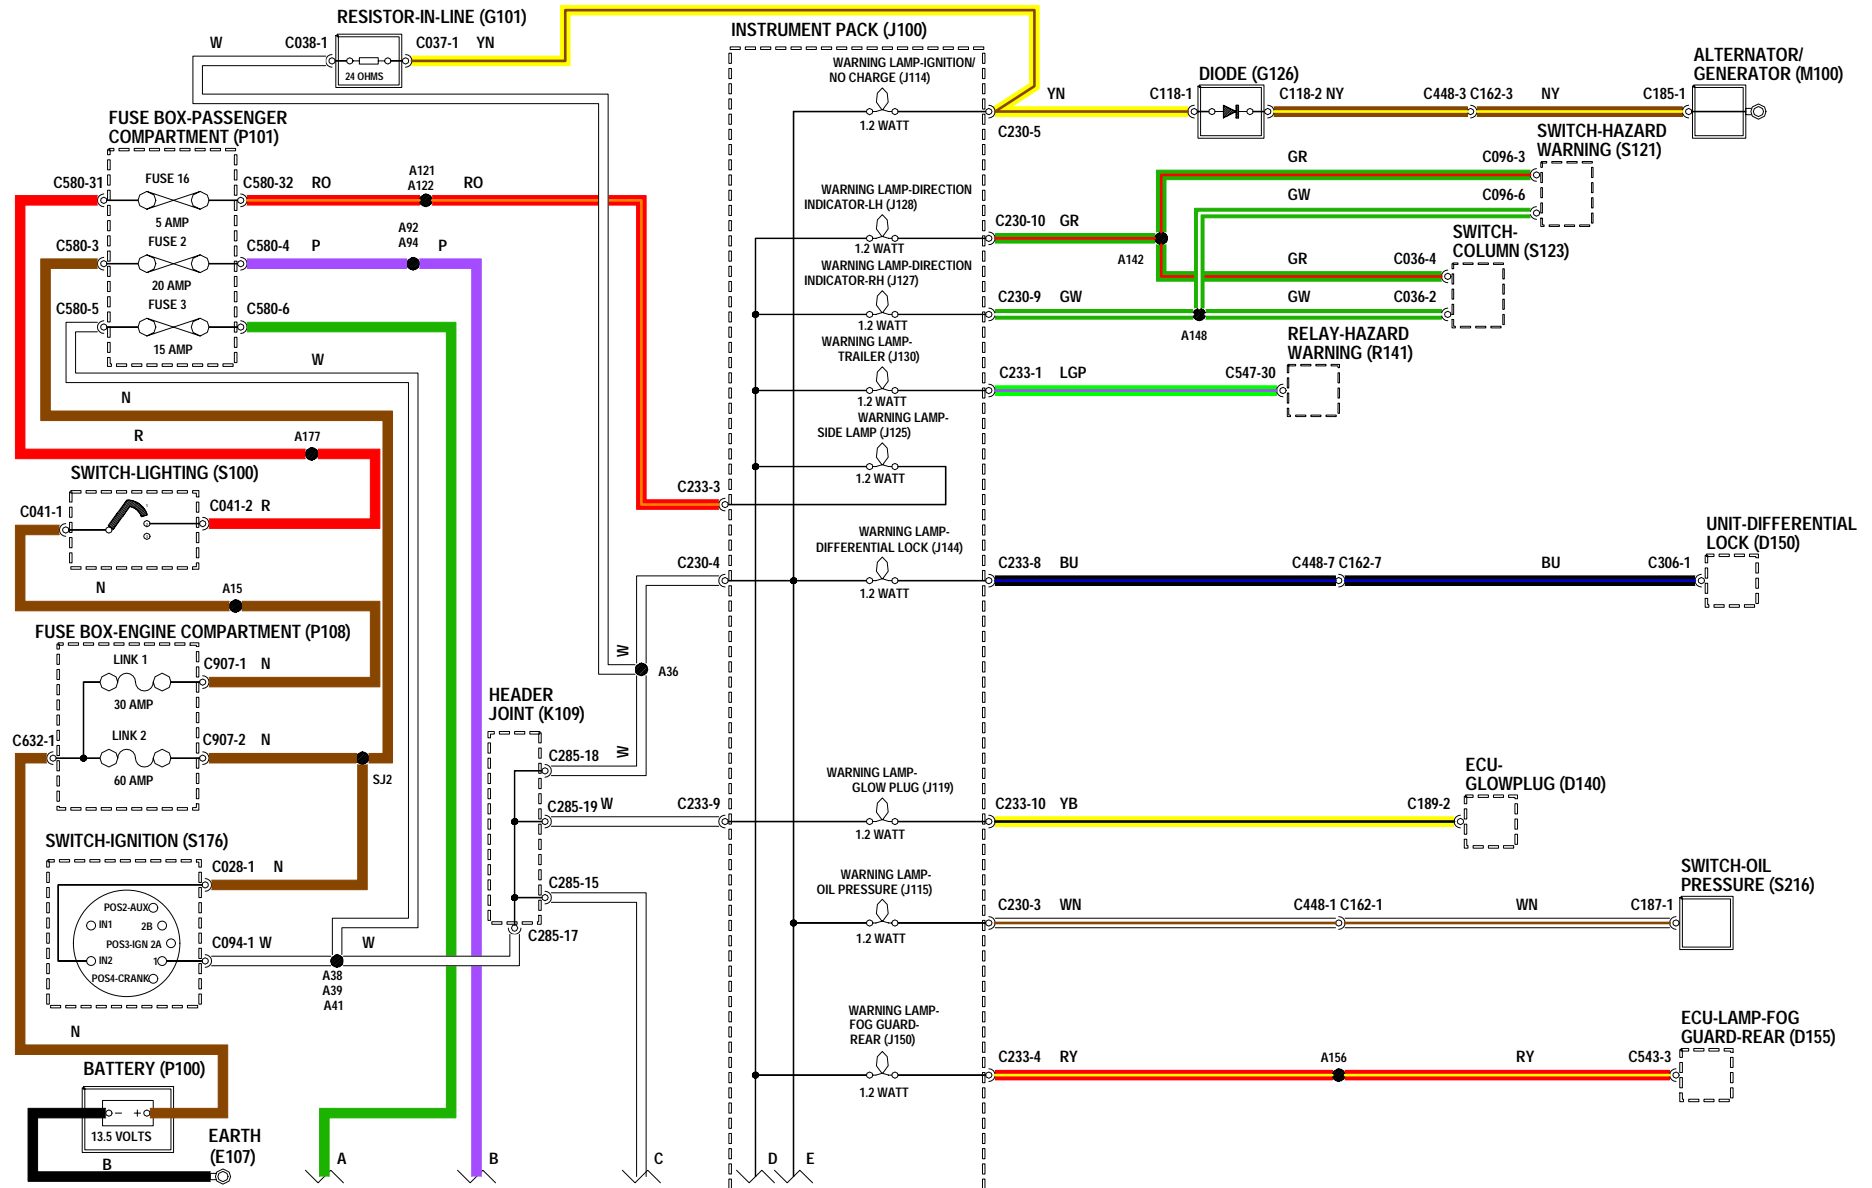 RESISTOR-IN-LINE (G101)
W
C038-1
C037-1
YN
24 OHMS
INSTRUMENT PACK (J100)
WARNING LAMP-IGNITION/
NO CHARGE (J114)
1.2 WATT
C230-5
YN
C118-1
DIODE (G126)
C118-2 NY
C448-3 C162-3
NY
C185-1
ALTERNATOR/
GENERATOR (M100)
FUSE BOX-PASSENGER
COMPARTMENT (P101)
C580-31
FUSE 16
5 AMP
C580-32
RO
A121
A122
RO
C580-3
FUSE 2
20 AMP
C580-4
P
A92
A94
P
C580-5
FUSE 3
15 AMP
C580-6
W
N
R
A177
WARNING LAMP-DIRECTION
INDICATOR-LH (J128)
1.2 WATT
C230-10
GR
A142
GR
C096-3
SWITCH-HAZARD
WARNING (S121)
GW
C096-6
GR
C036-4
SWITCH-
COLUMN (S123)
WARNING LAMP-DIRECTION
INDICATOR-RH (J127)
1.2 WATT
C230-9
GW
A148
GW
C036-2
WARNING LAMP-
TRAILER (J130)
1.2 WATT
C233-1
LGP
C547-30
RELAY-HAZARD
WARNING (R141)
WARNING LAMP-
SIDE LAMP (J125)
1.2 WATT
C233-3
SWITCH-LIGHTING (S100)
C041-1
C041-2
R
1
2
N
A15
WARNING LAMP-
DIFFERENTIAL LOCK (J144)
1.2 WATT
C230-4
C233-8
BU
C448-7 C162-7
BU
C306-1
UNIT-DIFFERENTIAL
LOCK (D150)
FUSE BOX-ENGINE COMPARTMENT (P108)
LINK 1
30 AMP
C907-1
N
C632-1
LINK 2
60 AMP
C907-2
N
SJ2
W
A36
W
HEADER
JOINT (K109)
C285-18
C285-19
W
C233-9
C285-15
C285-17
WARNING LAMP-
GLOW PLUG (J119)
1.2 WATT
C233-10
YB
C189-2
ECU-
GLOWPLUG (D140)
SWITCH-IGNITION (S176)
C028-1
N
POS2-AUX
IN1
2B
POS3-IGN 2A
IN2
1
POS4-CRANK
C094-1
W
W
A38
A39
A41
WARNING LAMP-
OIL PRESSURE (J115)
1.2 WATT
C230-3
WN
C448-1 C162-1
WN
C187-1
SWITCH-OIL
PRESSURE (S216)
WARNING LAMP-
FOG GUARD-
REAR (J150)
1.2 WATT
C233-4
RY
A156
RY
C543-3
ECU-LAMP-FOG
GUARD-REAR (D155)
N
BATTERY (P100)
-
+
13.5 VOLTS
B
EARTH
(E107)
A
B
C
D
E